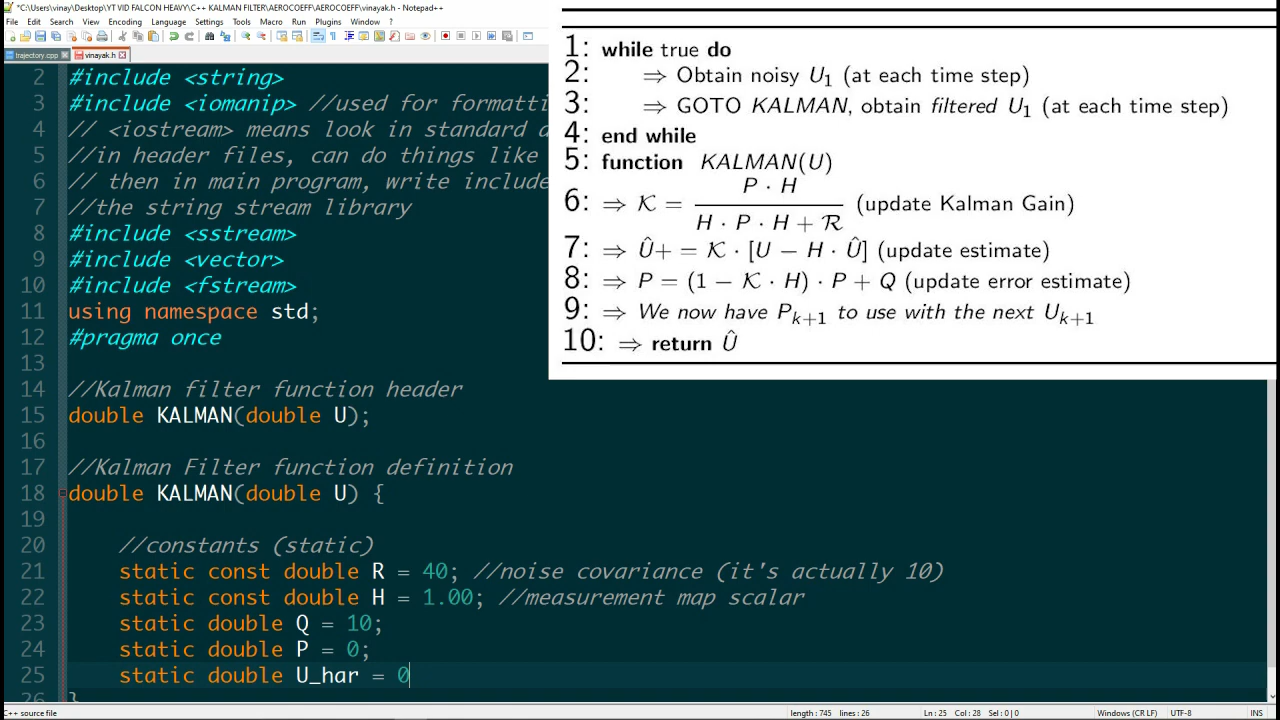 *C:\Users\vinay\Desktop\YT VID FALCON HEAVY\C++ KALMAN FILTER\AEROCOEFF\AEROCOEFF\vinayak.h - Notepad++
File Edit Search View Encoding Language Settings Tools Macro Run Plugins Window ?
trajectory.cpp vinayak.h
2 #include <string>
3 #include <iomanip> //used for formatti
4 // <iostream> means look in standard d
5 //in header files, can do things like
6 // then in main program, write include
7 //the string stream library
8 #include <sstream>
9 #include <vector>
10 #include <fstream>
11 using namespace std;
12 #pragma once
13
14 //Kalman filter function header
15 double KALMAN(double U);
16
17 //Kalman Filter function definition
18 double KALMAN(double U) {
19
20 //constants (static)
21 static const double R = 40; //noise covariance (it's actually 10)
22 static const double H = 1.00; //measurement map scalar
23 static double Q = 10;
24 static double P = 0;
25 static double U_har = 0
26 }
1: while true do
2: ⇒ Obtain noisy U₁ (at each time step)
3: ⇒ GOTO KALMAN, obtain filtered U₁ (at each time step)
4: end while
5: function KALMAN(U)
6: ⇒ K = P · H / H · P · H + R (update Kalman Gain)
7: ⇒ Û+ = K · [U − H · Û] (update estimate)
8: ⇒ P = (1 − K · H) · P + Q (update error estimate)
9: ⇒ We now have Pₖ₊₁ to use with the next Uₖ₊₁
10: ⇒ return Û
C++ source file length : 745 lines : 26 Ln : 25 Col : 28 Sel : 0 | 0 Windows (CR LF) UTF-8 INS